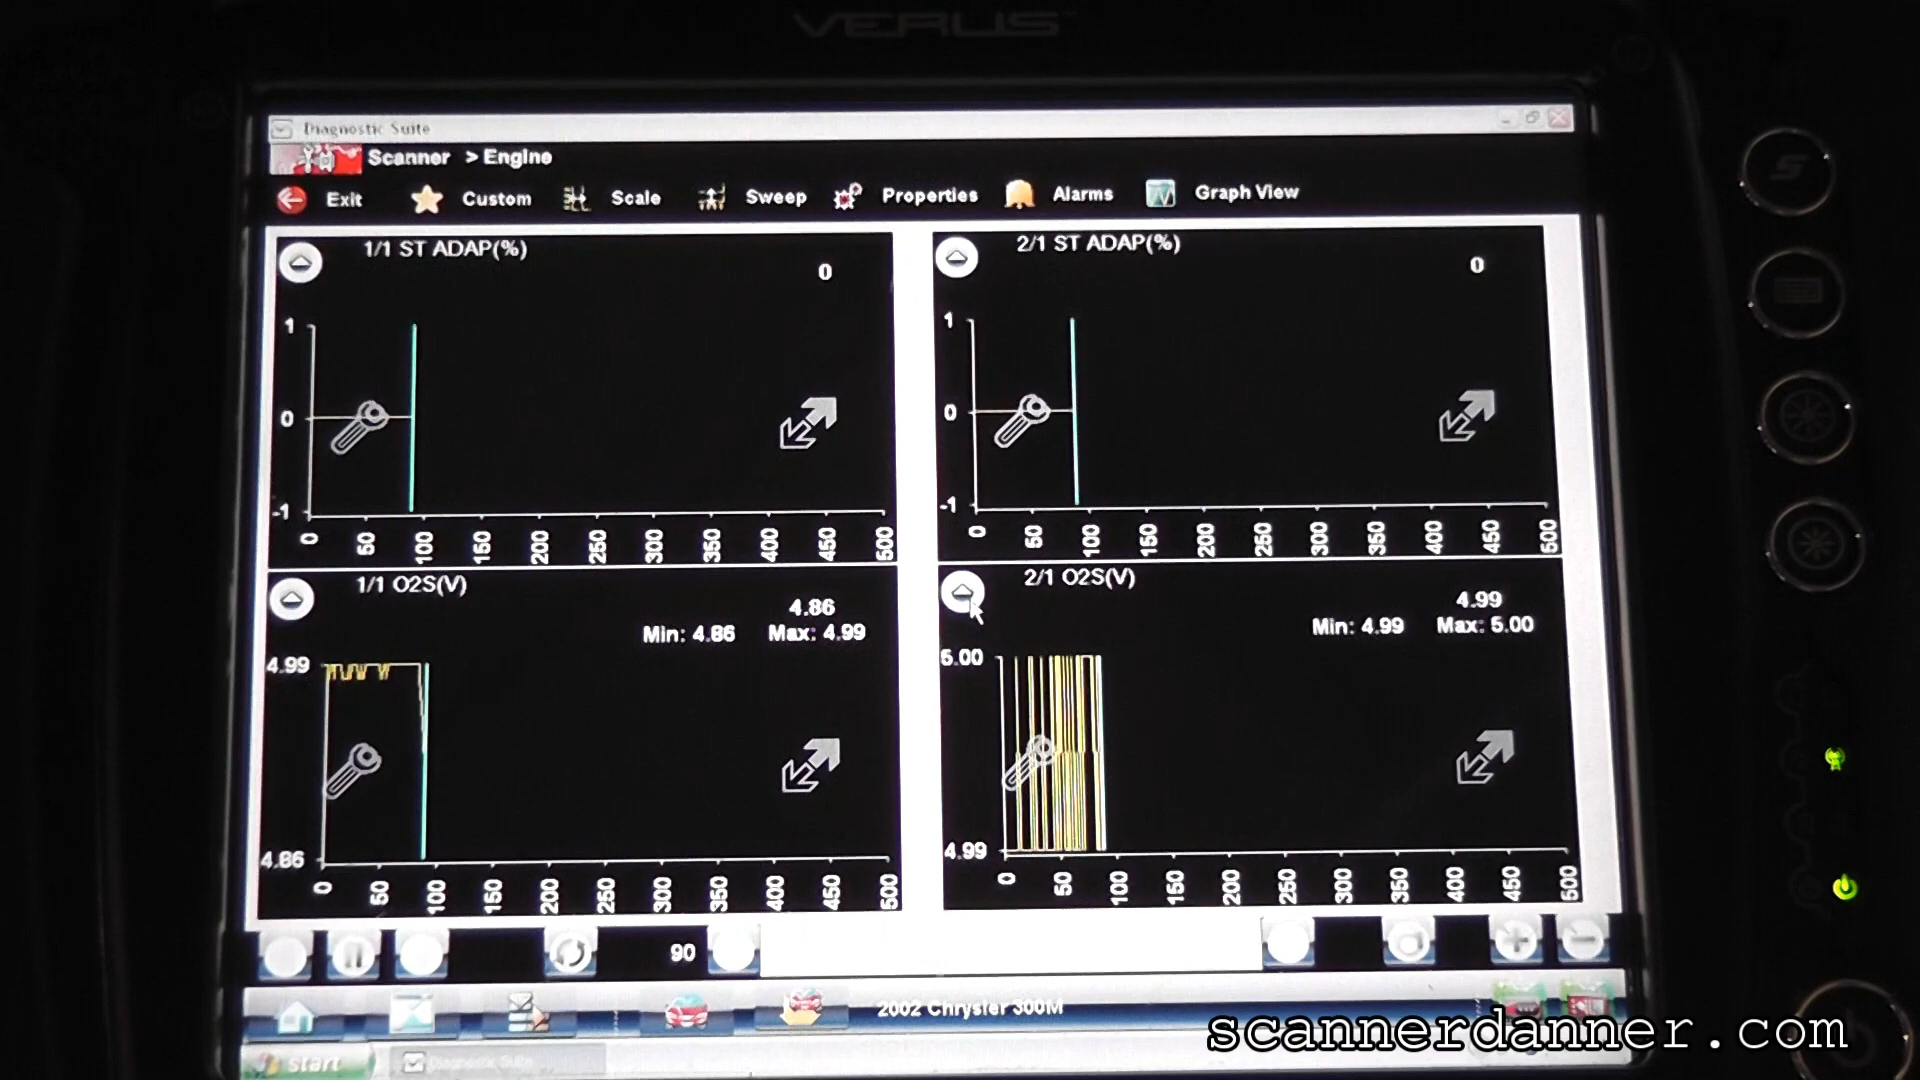 VERUS
Diagnostic Suite
Scanner > Engine
Exit Custom Scale Sweep Properties Alarms Graph View
1/1 ST ADAP(%)
0
1
0
-1
0 50 100 150 200 250 300 350 400 450 500
2/1 ST ADAP(%)
0
1
0
-1
0 50 100 150 200 250 300 350 400 450 500
1/1 O2S(V)
4.86
Min: 4.86 Max: 4.99
4.99
4.86
0 50 100 150 200 250 300 350 400 450 500
2/1 O2S(V)
4.99
Min: 4.99 Max: 5.00
5.00
4.99
0 50 100 150 200 250 300 350 400 450 500
90
2002 Chrysler 300M
start
Diagnostic Suite
S
scannerdanner.com